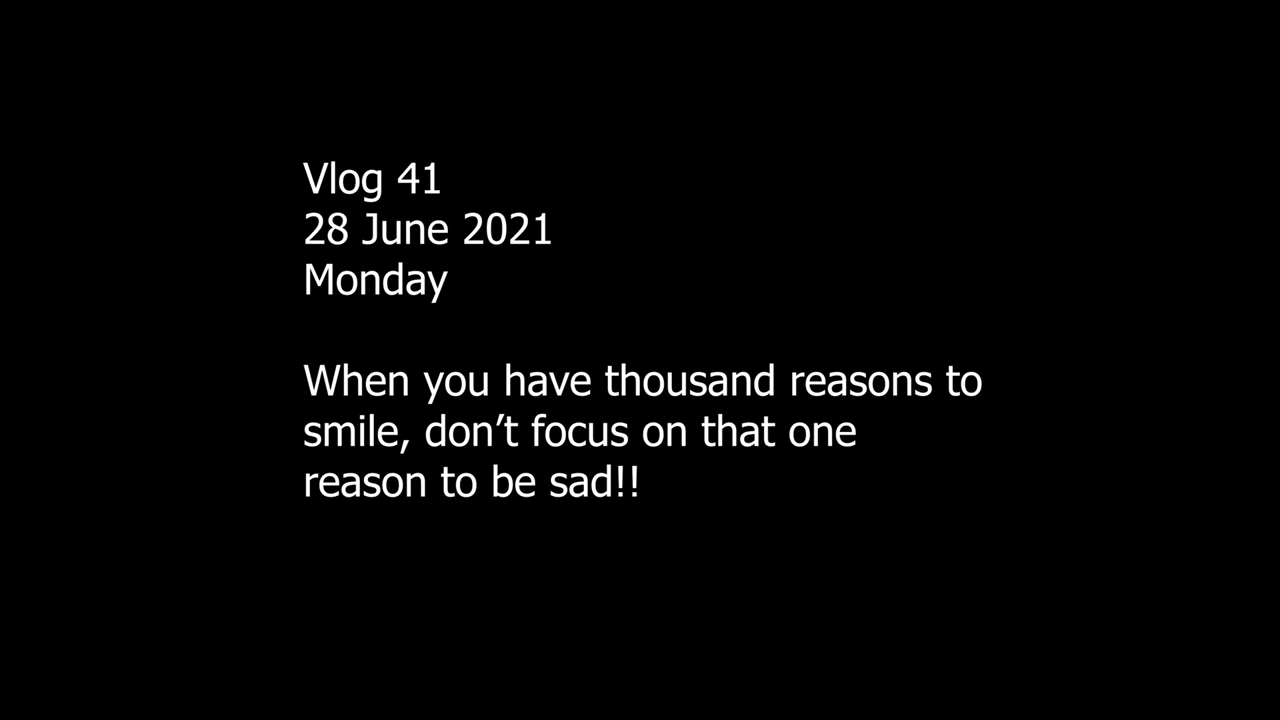 Vlog 41
28 June 2021
Monday
When you have thousand reasons to
smile, don’t focus on that one
reason to be sad!!